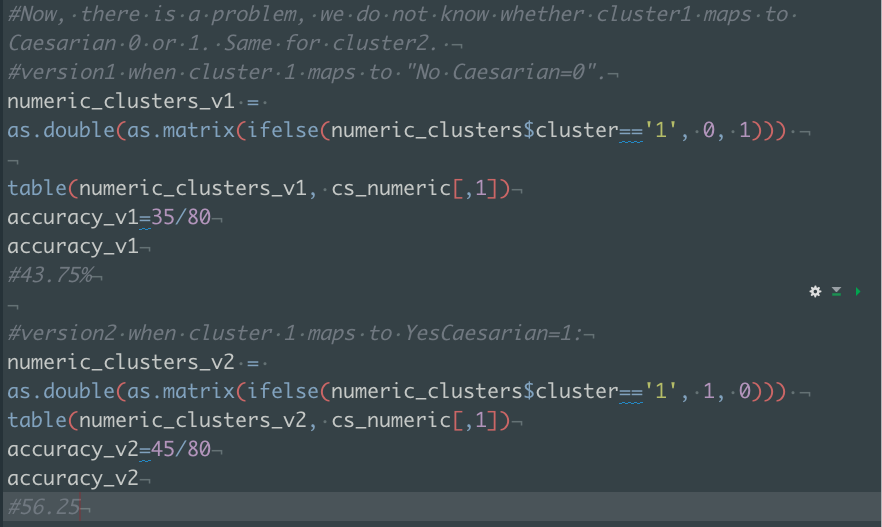 #Now, there is a problem, we do not know whether cluster1 maps to
Caesarian 0 or 1. Same for cluster2. ¬
#version1 when cluster 1 maps to "No Caesarian=0".¬
numeric_clusters_v1 =
as.double(as.matrix(ifelse(numeric_clusters$cluster=='1', 0, 1))) ¬
¬
table(numeric_clusters_v1, cs_numeric[,1])¬
accuracy_v1=35/80¬
accuracy_v1¬
#43.75%¬
¬
#version2 when cluster 1 maps to YesCaesarian=1:¬
numeric_clusters_v2 =
as.double(as.matrix(ifelse(numeric_clusters$cluster=='1', 1, 0))) ¬
table(numeric_clusters_v2, cs_numeric[,1])¬
accuracy_v2=45/80¬
accuracy_v2¬
#56.25¬